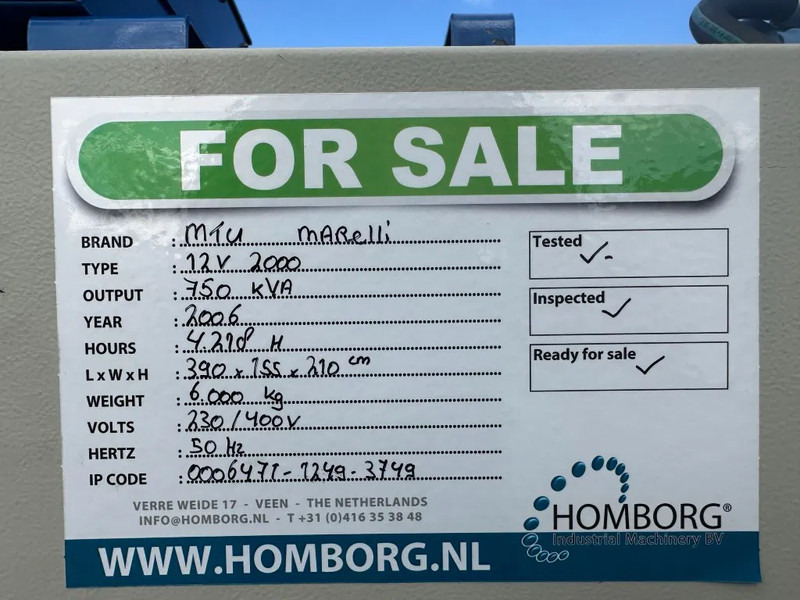 FOR SALE
BRAND : MTU MARelli
TYPE : 12V 2000
OUTPUT : 750 KVA
YEAR : 2006
HOURS : 4.218 H
L x W x H : 390 x 155 x 210 cm
WEIGHT : 6.000 kg
VOLTS : 230/400V
HERTZ : 50 Hz
IP CODE : 0006471-1249-3749
Tested
Inspected
Ready for sale
VERRE WEIDE 17 - VEEN - THE NETHERLANDS
INFO@HOMBORG.NL - T +31 (0)416 35 38 48
HOMBORG®
Industrial Machinery BV
WWW.HOMBORG.NL